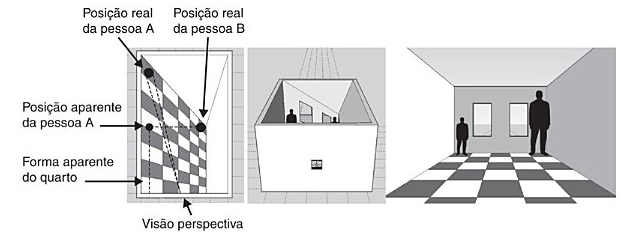 Posição real
da pessoa A
Posição real
da pessoa B
Posição aparente
da pessoa A
Forma aparente
do quarto
Visão perspectiva